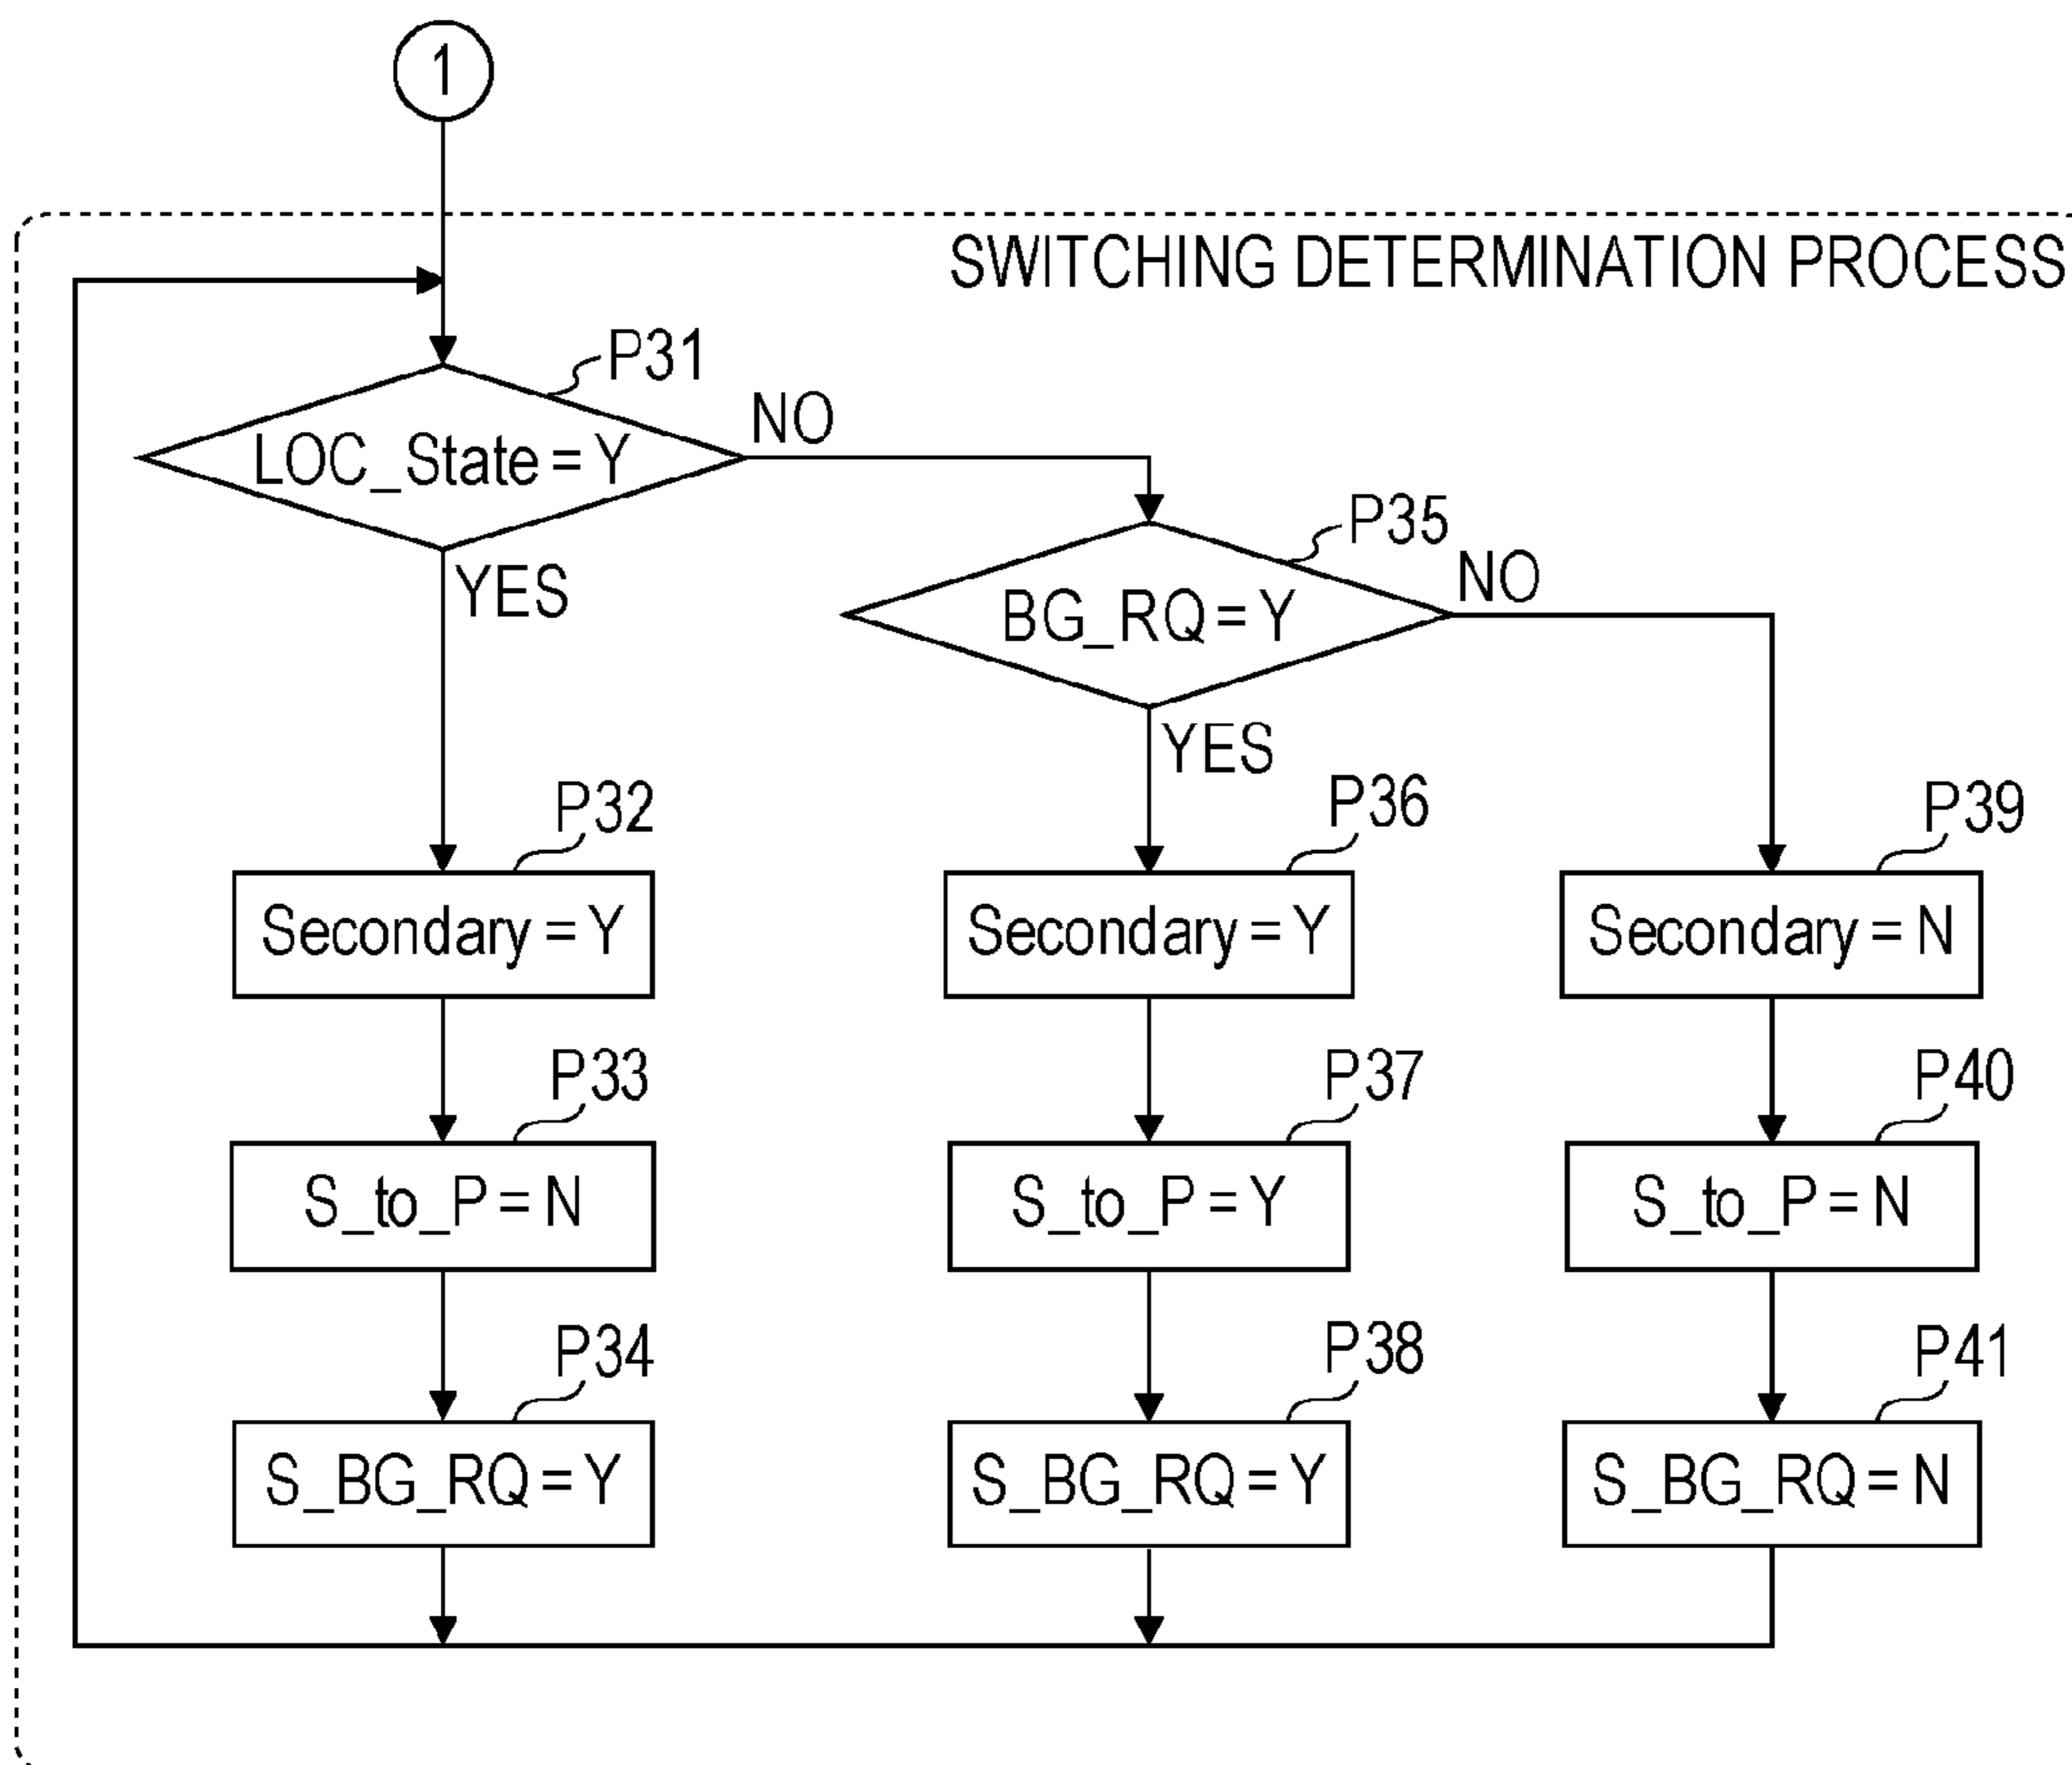 1
SWITCHING DETERMINATION PROCESS
P31
LOC_State = Y
NO
YES
P35
BG_RQ = Y
NO
YES
P32
Secondary = Y
P36
Secondary = Y
P39
Secondary = N
P33
S_to_P = N
P37
S_to_P = Y
P40
S_to_P = N
P34
S_BG_RQ = Y
P38
S_BG_RQ = Y
P41
S_BG_RQ = N